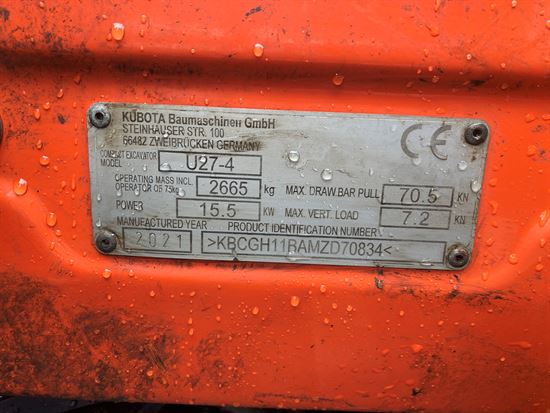 KUBOTA Baumaschinen GmbH
STEINHAUSER STR. 100
66482 ZWEIBRÜCKEN GERMANY
CE
COMPACT EXCAVATOR
MODEL U27-4
OPERATING MASS INCL.
OPERATOR OF 75kg 2665 kg MAX. DRAW BAR PULL 70.5 KN
POWER 15.5 KW MAX. VERT. LOAD 7.2 KN
MANUFACTURED YEAR PRODUCT IDENTIFICATION NUMBER
2021 >KBCGH11RAMZD70834<